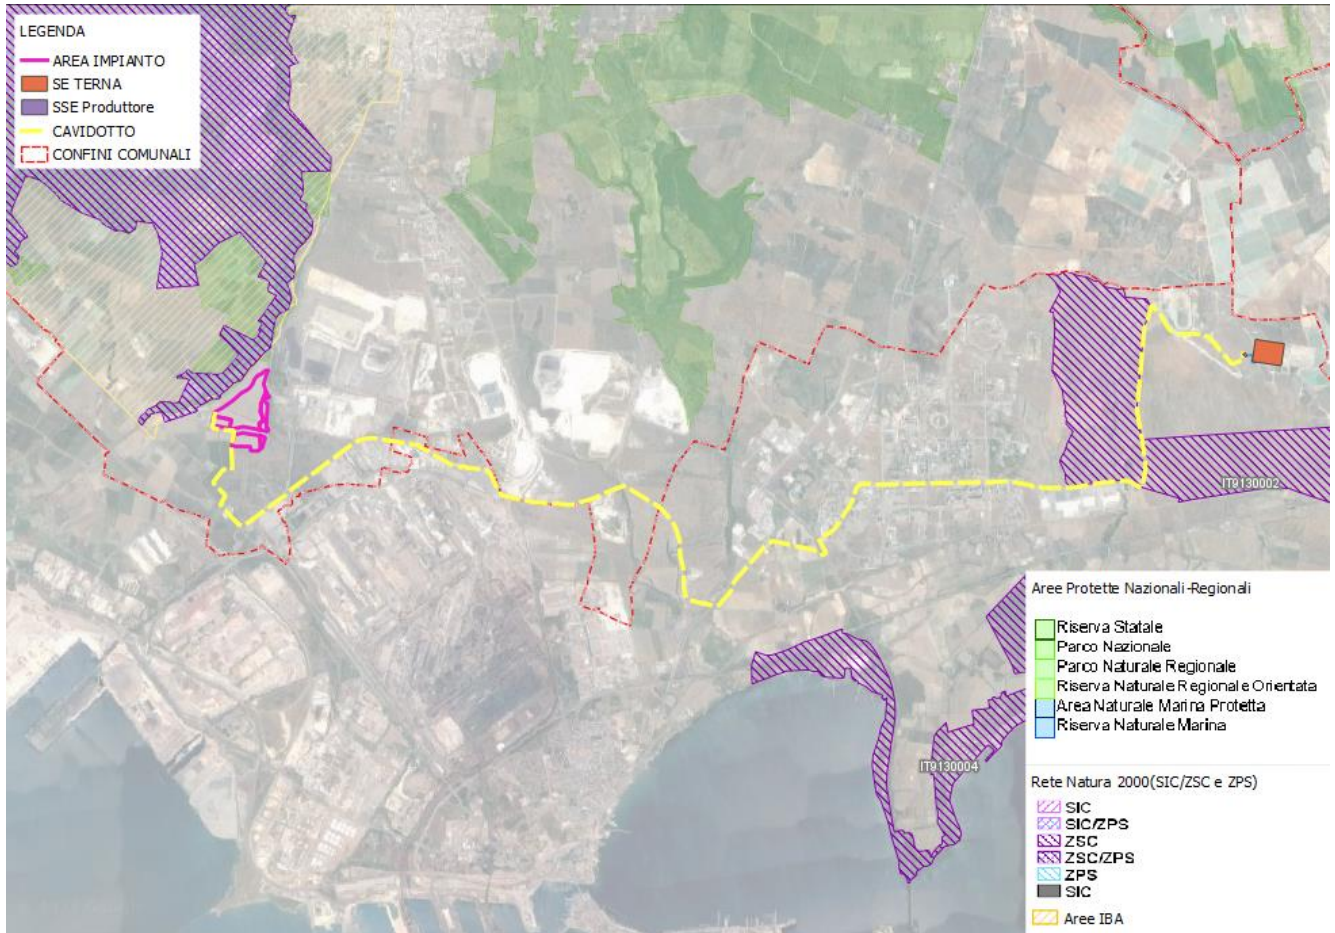 LEGENDA
AREA IMPIANTO
SE TERNA
SSE Produttore
CAVIDOTTO
CONFINI COMUNALI
IT9130002
IT9130004
Aree Protette Nazionali-Regionali
Riserva Statale
Parco Nazionale
Parco Naturale Regionale
Riserva Naturale Regionale Orientata
Area Naturale Marina Protetta
Riserva Naturale Marina
Rete Natura 2000(SIC/ZSC e ZPS)
SIC
SIC/ZPS
ZSC
ZSC/ZPS
ZPS
SIC
Aree IBA